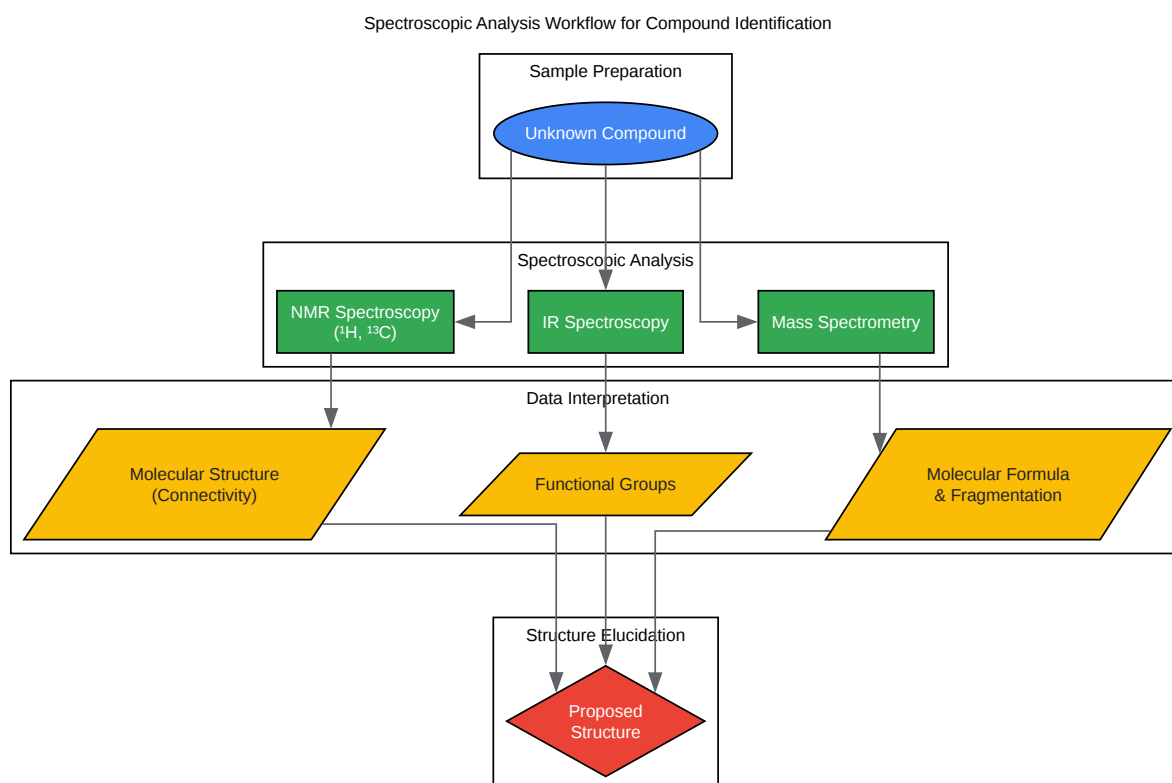 Spectroscopic Analysis Workflow for Compound Identification
Sample Preparation
Unknown Compound
Spectroscopic Analysis
NMR Spectroscopy
(¹H, ¹³C)
IR Spectroscopy
Mass Spectrometry
Data Interpretation
Molecular Structure
(Connectivity)
Functional Groups
Molecular Formula
& Fragmentation
Structure Elucidation
Proposed
Structure